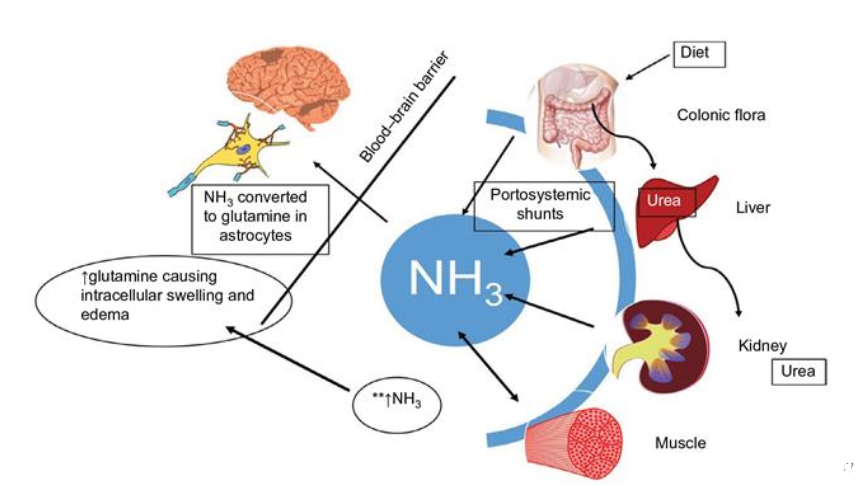 Diet
Colonic flora
Blood–brain barrier
NH₃ converted
to glutamine in
astrocytes
Portosystemic
shunts
Urea
Liver
NH₃
↑glutamine causing
intracellular swelling and
edema
Kidney
Urea
**↑NH₃
Muscle